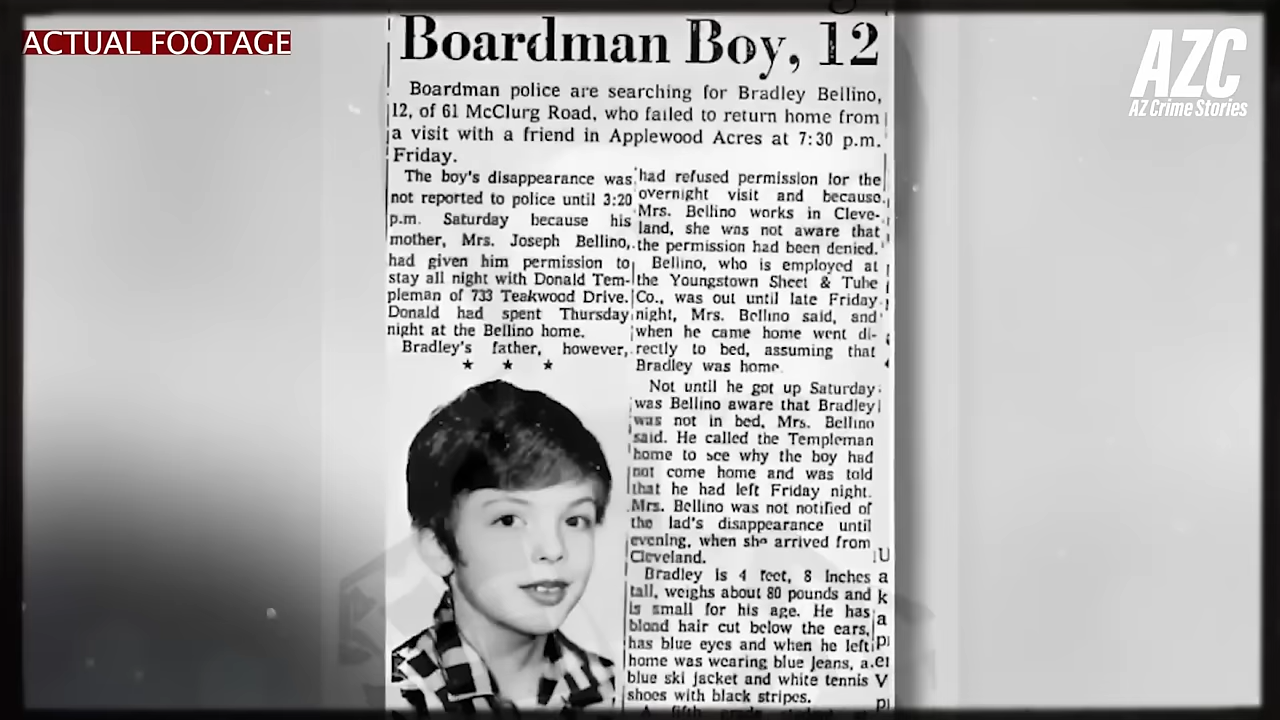 ACTUAL FOOTAGE
AZC
AZ Crime Stories
Boardman Boy, 12
Boardman police are searching for Bradley Bellino,
12, of 61 McClurg Road, who failed to return home from
a visit with a friend in Applewood Acres at 7:30 p.m.
Friday.
The boy's disappearance was
not reported to police until 3:20
p.m. Saturday because his
mother, Mrs. Joseph Bellino,
had given him permission to
stay all night with Donald Tem-
pleman of 733 Teakwood Drive.
Donald had spent Thursday
night at the Bellino home.
Bradley's father, however,
★ ★ ★
had refused permission for the
overnight visit and because
Mrs. Bellino works in Cleve-
land, she was not aware that
the permission had been denied.
Bellino, who is employed at
the Youngstown Sheet & Tube
Co., was out until late Friday
night, Mrs. Bellino said, and
when he came home went di-
rectly to bed, assuming that
Bradley was home.
Not until he got up Saturday
was Bellino aware that Bradley
was not in bed, Mrs. Bellino
said. He called the Templeman
home to see why the boy had
not come home and was told
that he had left Friday night.
Mrs. Bellino was not notified of
the lad's disappearance until
evening, when she arrived from
Cleveland.
Bradley is 4 feet, 8 inches
tall, weighs about 80 pounds and
is small for his age. He has
blond hair cut below the ears,
has blue eyes and when he left
home was wearing blue jeans, a
blue ski jacket and white tennis
shoes with black stripes.